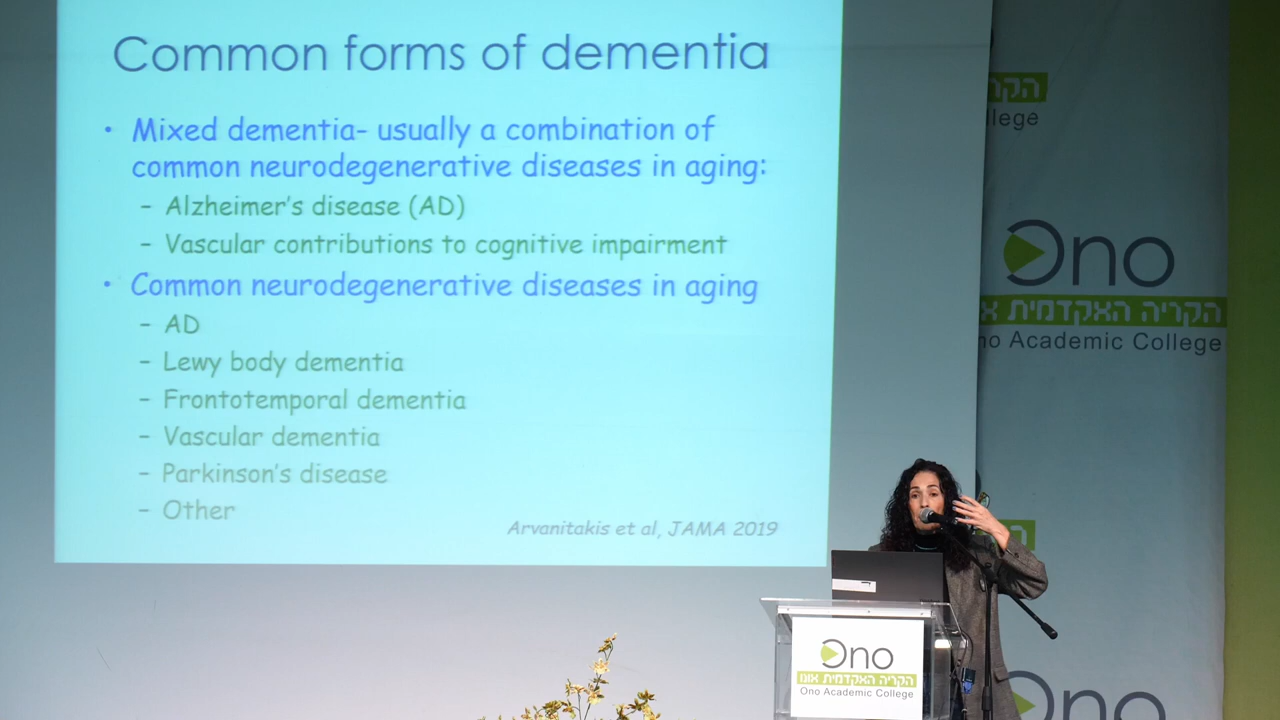 Common forms of dementia
• Mixed dementia- usually a combination of
common neurodegenerative diseases in aging:
– Alzheimer's disease (AD)
– Vascular contributions to cognitive impairment
• Common neurodegenerative diseases in aging
– AD
– Lewy body dementia
– Frontotemporal dementia
– Vascular dementia
– Parkinson's disease
– Other
Arvanitakis et al, JAMA 2019
Ono
הקריה האקדמית
Academic College
Ono
הקריה האקדמית אונו
Ono Academic College
Ono